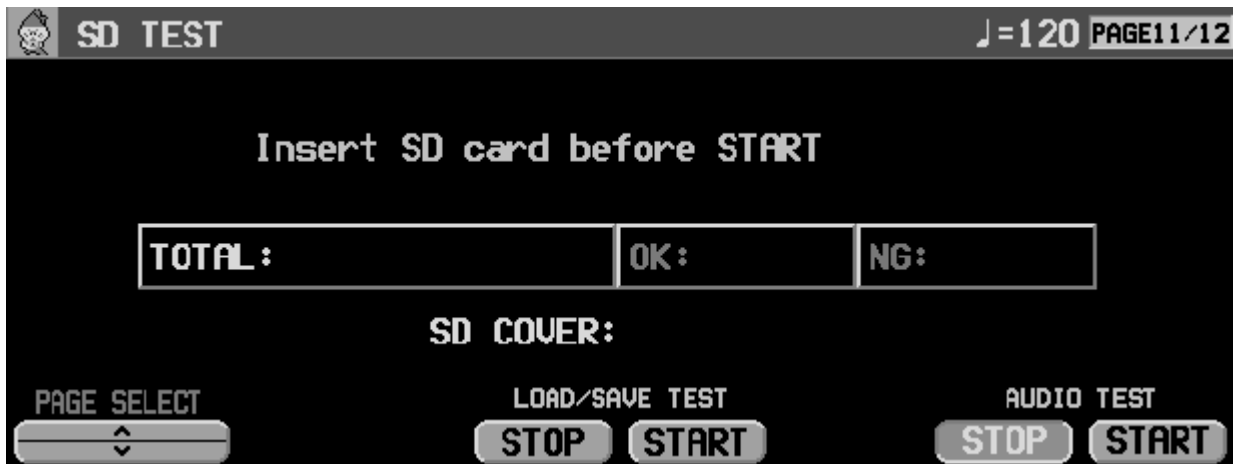 SD TEST ♩=120 PAGE11/12
Insert SD card before START
TOTAL: OK: NG:
SD COVER:
PAGE SELECT LOAD/SAVE TEST AUDIO TEST
STOP START STOP START